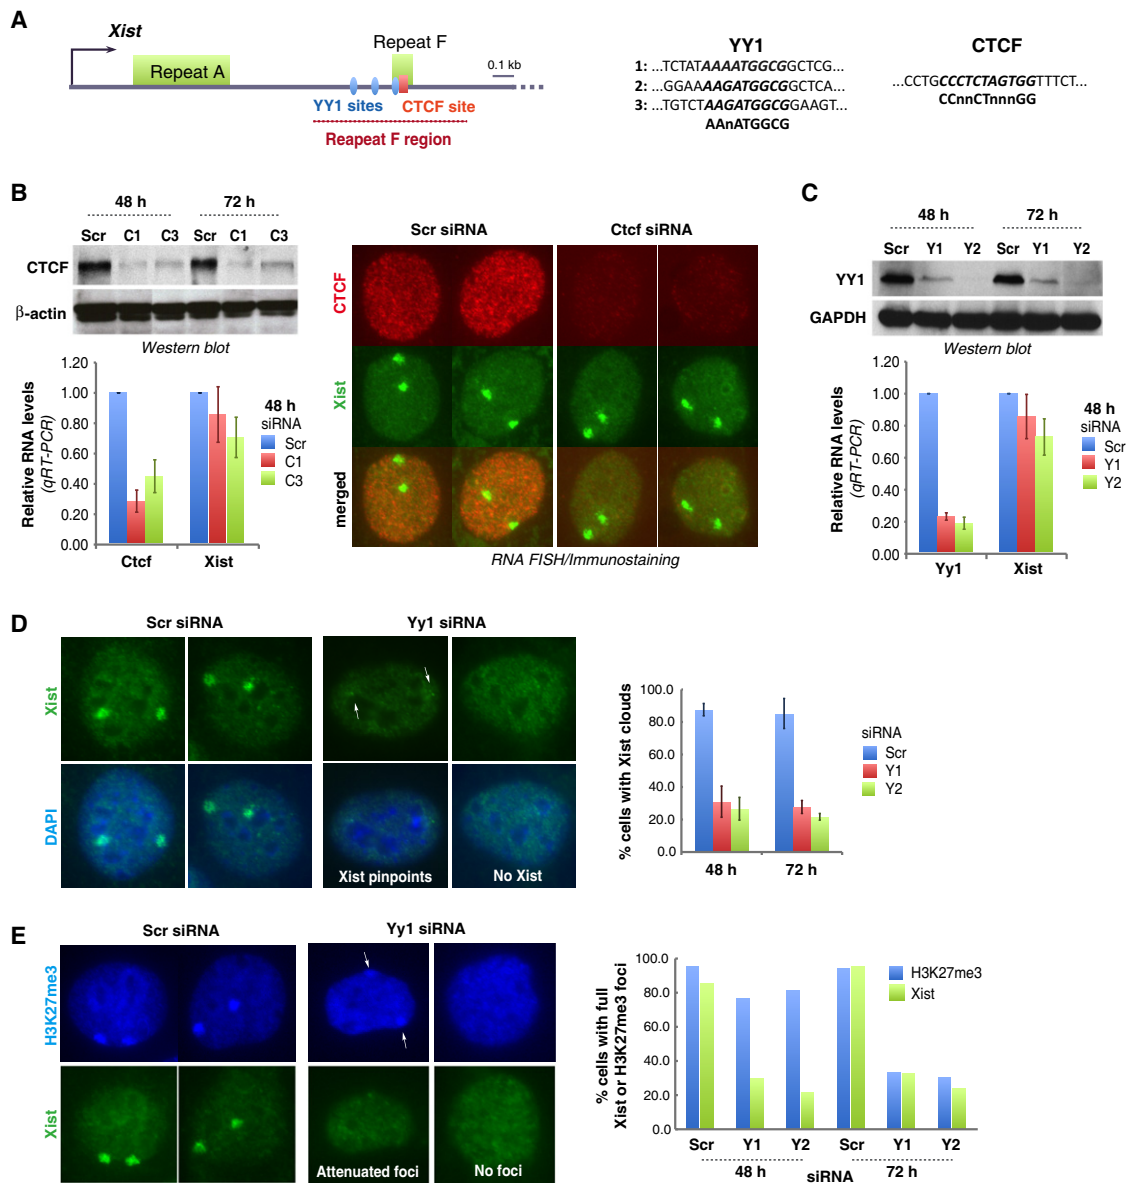 A
Xist
Repeat A
Repeat F
0.1 kb
YY1 sites
CTCF site
Reapeat F region
YY1
1: ...TCTATAAAATGGCGGCTCG...
2: ...GGAAAAGATGGCGGCTCA...
3: ...TGTCTAAGATGGCGGAAGT...
AAnATGGCG
CTCF
...CCTGCCCTCTAGTGGTTTCT...
CCnnCTnnnGG
B
48 h
72 h
Scr C1 C3 Scr C1 C3
CTCF
β-actin
Western blot
Relative RNA levels
(qRT-PCR)
1.20
1.00
0.80
0.60
0.40
0.20
0.00
Ctcf
Xist
48 h
siRNA
Scr
C1
C3
Scr siRNA
Ctcf siRNA
CTCF
Xist
merged
RNA FISH/Immunostaining
C
48 h
72 h
Scr Y1 Y2 Scr Y1 Y2
YY1
GAPDH
Western blot
Relative RNA levels
(qRT-PCR)
1.20
1.00
0.80
0.60
0.40
0.20
0.00
Yy1
Xist
48 h
siRNA
Scr
Y1
Y2
D
Scr siRNA
Yy1 siRNA
Xist
DAPI
Xist pinpoints
No Xist
% cells with Xist clouds
100.0
80.0
60.0
40.0
20.0
0.0
48 h
72 h
siRNA
Scr
Y1
Y2
E
Scr siRNA
Yy1 siRNA
H3K27me3
Xist
Attenuated foci
No foci
% cells with full
Xist or H3K27me3 foci
100.0
80.0
60.0
40.0
20.0
0.0
H3K27me3
Xist
Scr Y1 Y2 Scr Y1 Y2
48 h
siRNA
72 h